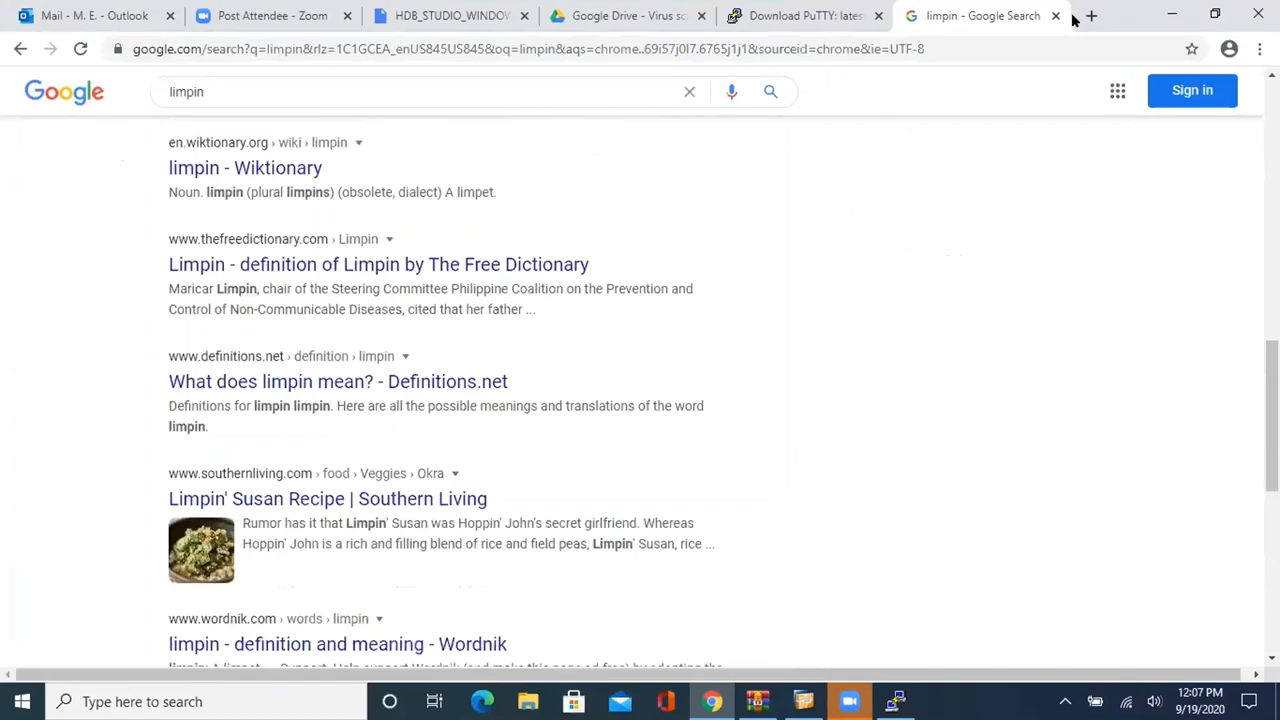 Mail - M. E. - Outlook
Post Attendee - Zoom
HDB_STUDIO_WINDOW
Google Drive - Virus sc
Download PuTTY: lates
limpin - Google Search
google.com/search?q=limpin&rlz=1C1GCEA_enUS845US845&oq=limpin&aqs=chrome..69i57j0l7.6765j1j1&sourceid=chrome&ie=UTF-8
Google
limpin
Sign in
en.wiktionary.org › wiki › limpin
limpin - Wiktionary
Noun. limpin (plural limpins) (obsolete, dialect) A limpet.
www.thefreedictionary.com › Limpin
Limpin - definition of Limpin by The Free Dictionary
Maricar Limpin, chair of the Steering Committee Philippine Coalition on the Prevention and
Control of Non-Communicable Diseases, cited that her father ...
www.definitions.net › definition › limpin
What does limpin mean? - Definitions.net
Definitions for limpin limpin. Here are all the possible meanings and translations of the word
limpin.
www.southernliving.com › food › Veggies › Okra
Limpin' Susan Recipe | Southern Living
Rumor has it that Limpin' Susan was Hoppin' John's secret girlfriend. Whereas
Hoppin' John is a rich and filling blend of rice and field peas, Limpin' Susan, rice ...
www.wordnik.com › words › limpin
limpin - definition and meaning - Wordnik
Type here to search
12:07 PM
9/19/2020